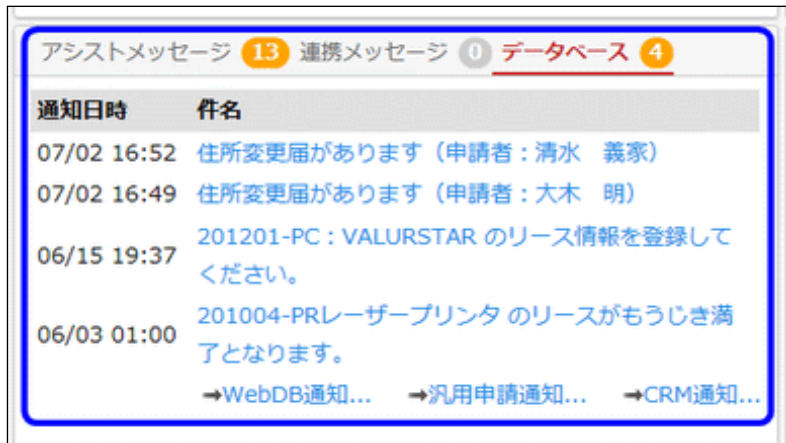 アシストメッセージ 13 連携メッセージ 0 データベース 4
通知日時 件名
07/02 16:52 住所変更届があります（申請者：清水　義家）
07/02 16:49 住所変更届があります（申請者：大木　明）
06/15 19:37 201201-PC：VALURSTAR のリース情報を登録して
ください。
06/03 01:00 201004-PRレーザープリンタ のリースがもうじき満
了となります。
➡WebDB通知... ➡汎用申請通知... ➡CRM通知...